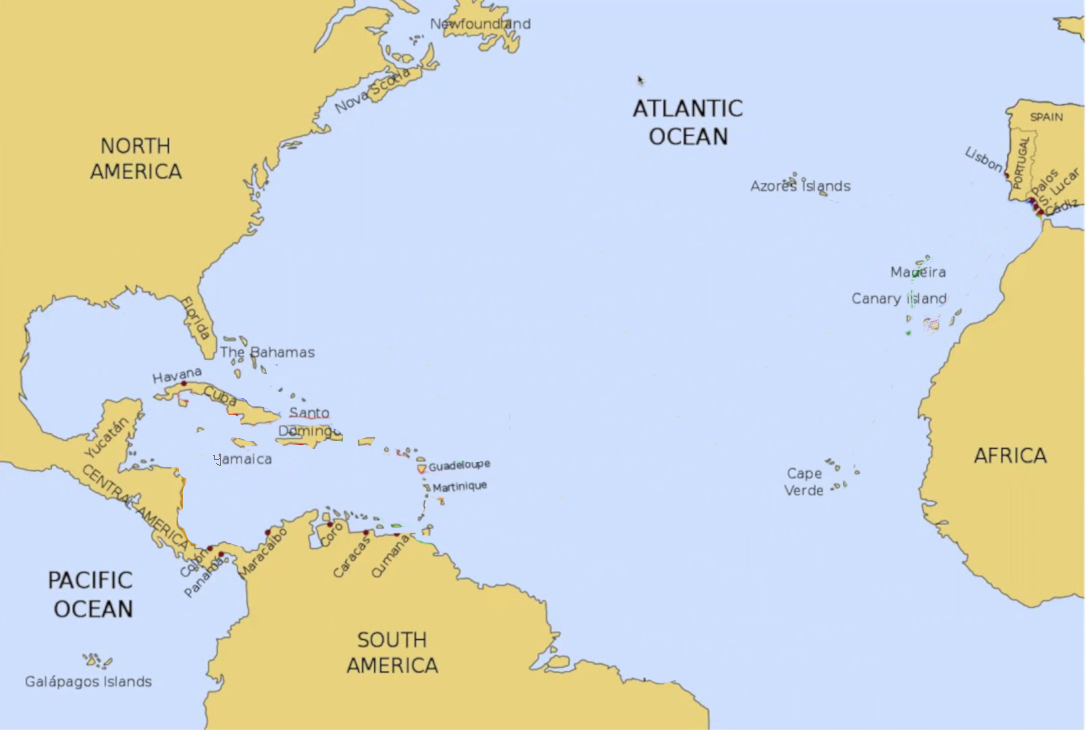 Newfoundland
Nova Scotia
ATLANTIC
OCEAN
NORTH
AMERICA
SPAIN
PORTUGAL
Lisbon
Palos
S. Lucar
Cádiz
Azores Islands
Madeira
Canary island
Florida
The Bahamas
Havana
Cuba
Santo
Domingo
Yucatán
Jamaica
Guadeloupe
Martinique
AFRICA
Cape
Verde
CENTRAL AMERICA
Colón
Panamá
Maracaibo
Coro
Caracas
Cumana
PACIFIC
OCEAN
SOUTH
AMERICA
Galápagos Islands